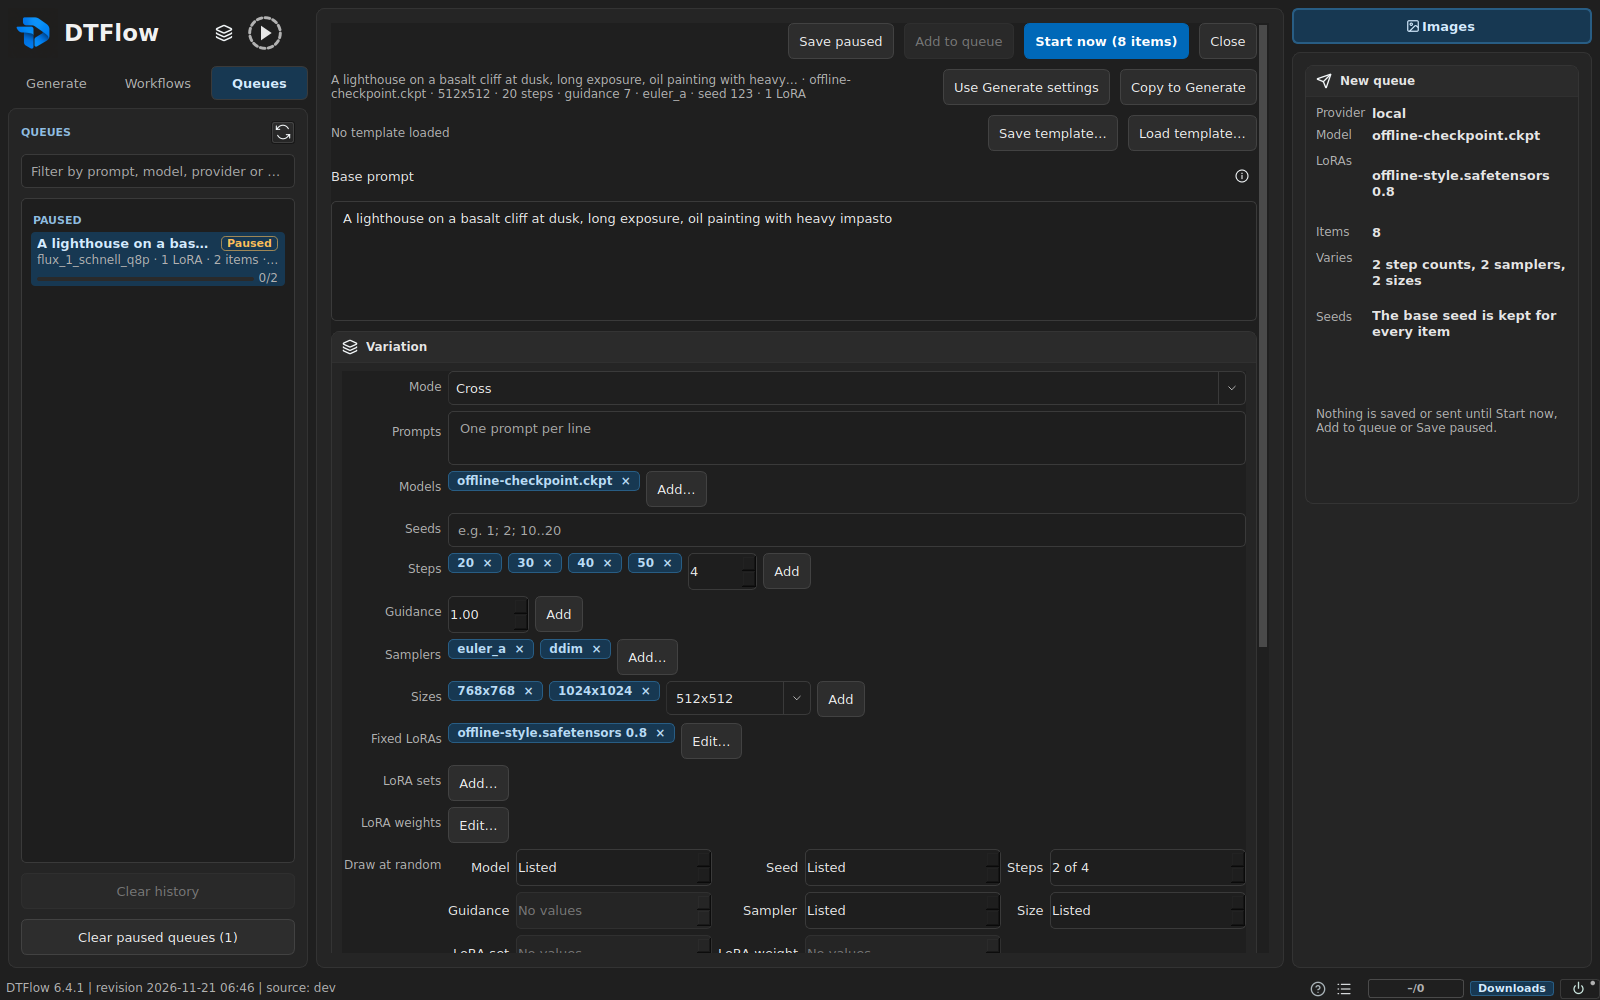 DTFlow
Generate Workflows Queues
QUEUES
Filter by prompt, model, provider or ...
PAUSED
A lighthouse on a bas... Paused
flux_1_schnell_q8p · 1 LoRA · 2 items ·...
0/2
Clear history
Clear paused queues (1)
Save paused Add to queue Start now (8 items) Close
A lighthouse on a basalt cliff at dusk, long exposure, oil painting with heavy... · offline-
checkpoint.ckpt · 512x512 · 20 steps · guidance 7 · euler_a · seed 123 · 1 LoRA
Use Generate settings Copy to Generate
No template loaded Save template... Load template...
Base prompt
A lighthouse on a basalt cliff at dusk, long exposure, oil painting with heavy impasto
Variation
Mode Cross
Prompts One prompt per line
Models offline-checkpoint.ckpt × Add...
Seeds e.g. 1; 2; 10..20
Steps 20 × 30 × 40 × 50 × 4 Add
Guidance 1.00 Add
Samplers euler_a × ddim × Add...
Sizes 768x768 × 1024x1024 × 512x512 Add
Fixed LoRAs offline-style.safetensors 0.8 × Edit...
LoRA sets Add...
LoRA weights Edit...
Draw at random Model Listed Seed Listed Steps 2 of 4
Guidance No values Sampler Listed Size Listed
LoRA set No values LoRA weight No values
Images
New queue
Provider local
Model offline-checkpoint.ckpt
LoRAs offline-style.safetensors
0.8
Items 8
Varies 2 step counts, 2 samplers,
2 sizes
Seeds The base seed is kept for
every item
Nothing is saved or sent until Start now,
Add to queue or Save paused.
DTFlow 6.4.1 | revision 2026-11-21 06:46 | source: dev
-/0 Downloads